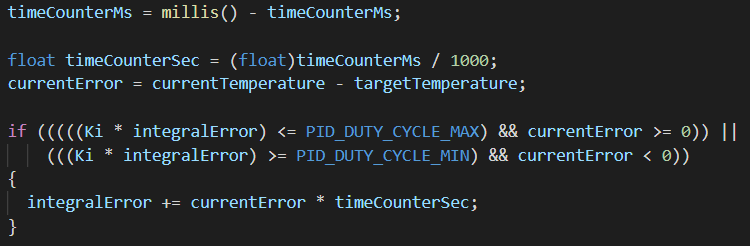 timeCounterMs = millis() - timeCounterMs;
float timeCounterSec = (float)timeCounterMs / 1000;
currentError = currentTemperature - targetTemperature;
if (((((Ki * integralError) <= PID_DUTY_CYCLE_MAX) && currentError >= 0)) ||
(((Ki * integralError) >= PID_DUTY_CYCLE_MIN) && currentError < 0))
{
integralError += currentError * timeCounterSec;
}